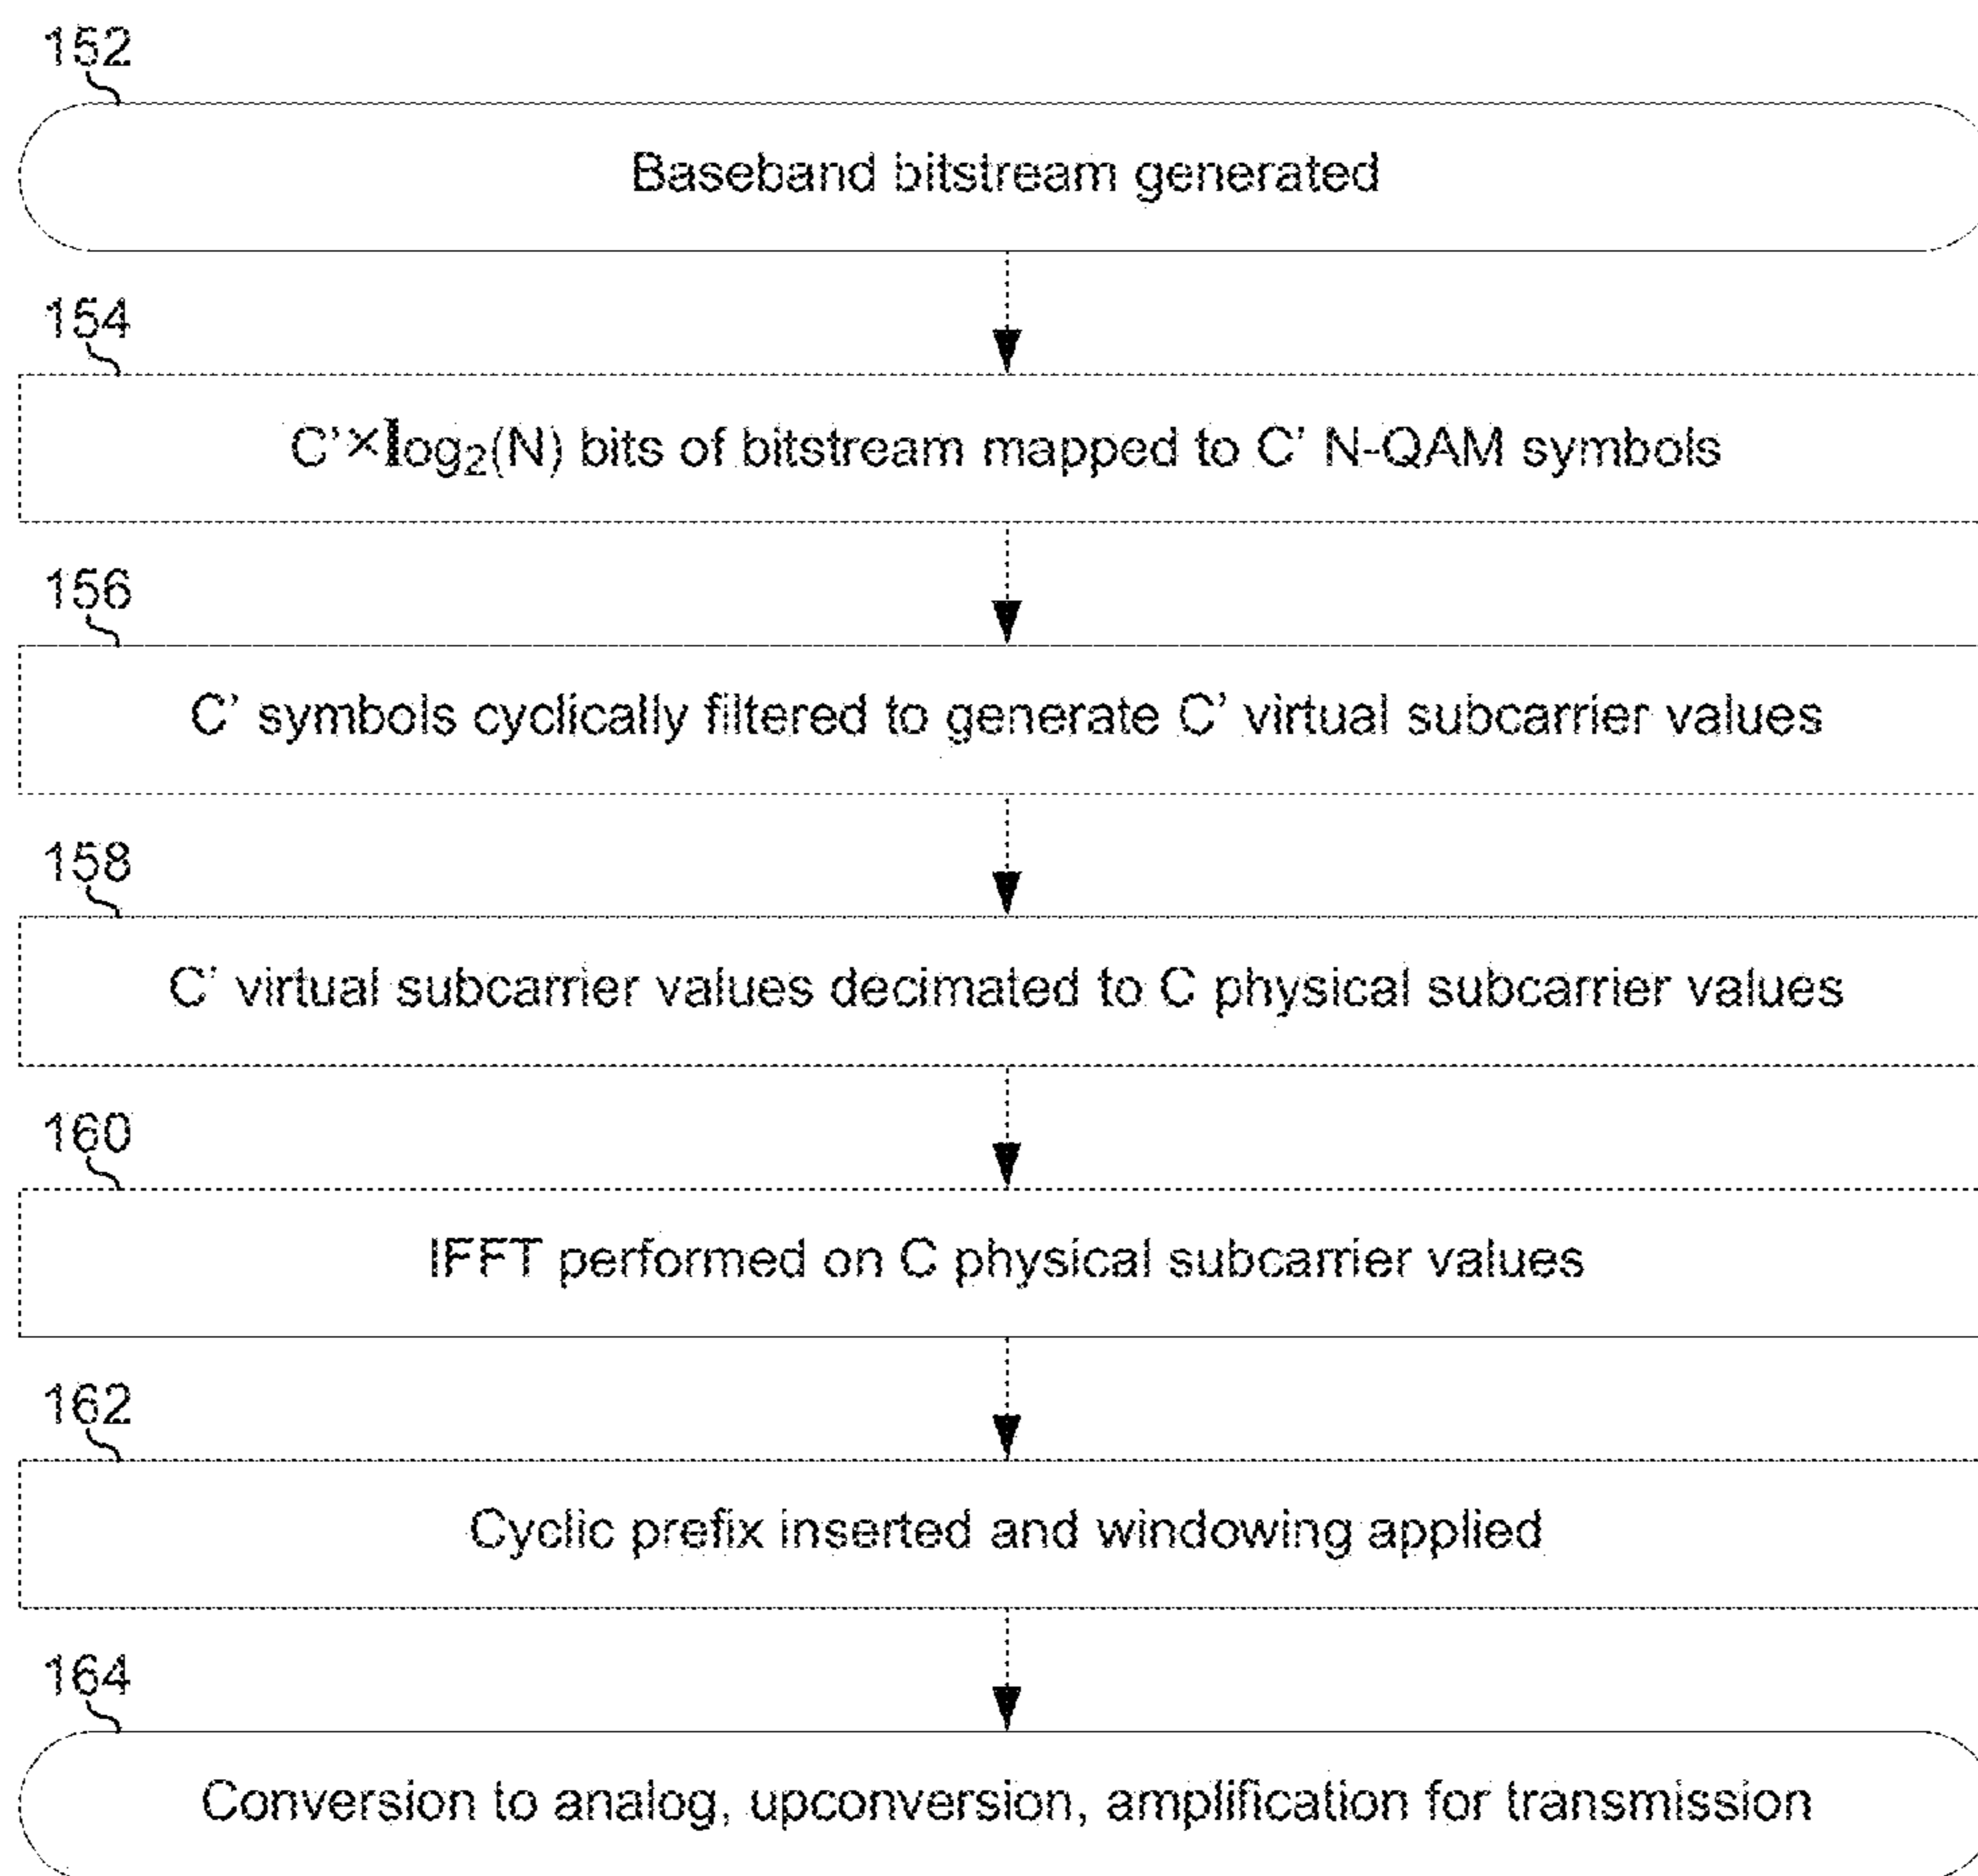 152
Baseband bitstream generated
154
C'×log₂(N) bits of bitstream mapped to C' N-QAM symbols
156
C' symbols cyclically filtered to generate C' virtual subcarrier values
158
C' virtual subcarrier values decimated to C physical subcarrier values
160
IFFT performed on C physical subcarrier values
162
Cyclic prefix inserted and windowing applied
164
Conversion to analog, upconversion, amplification for transmission